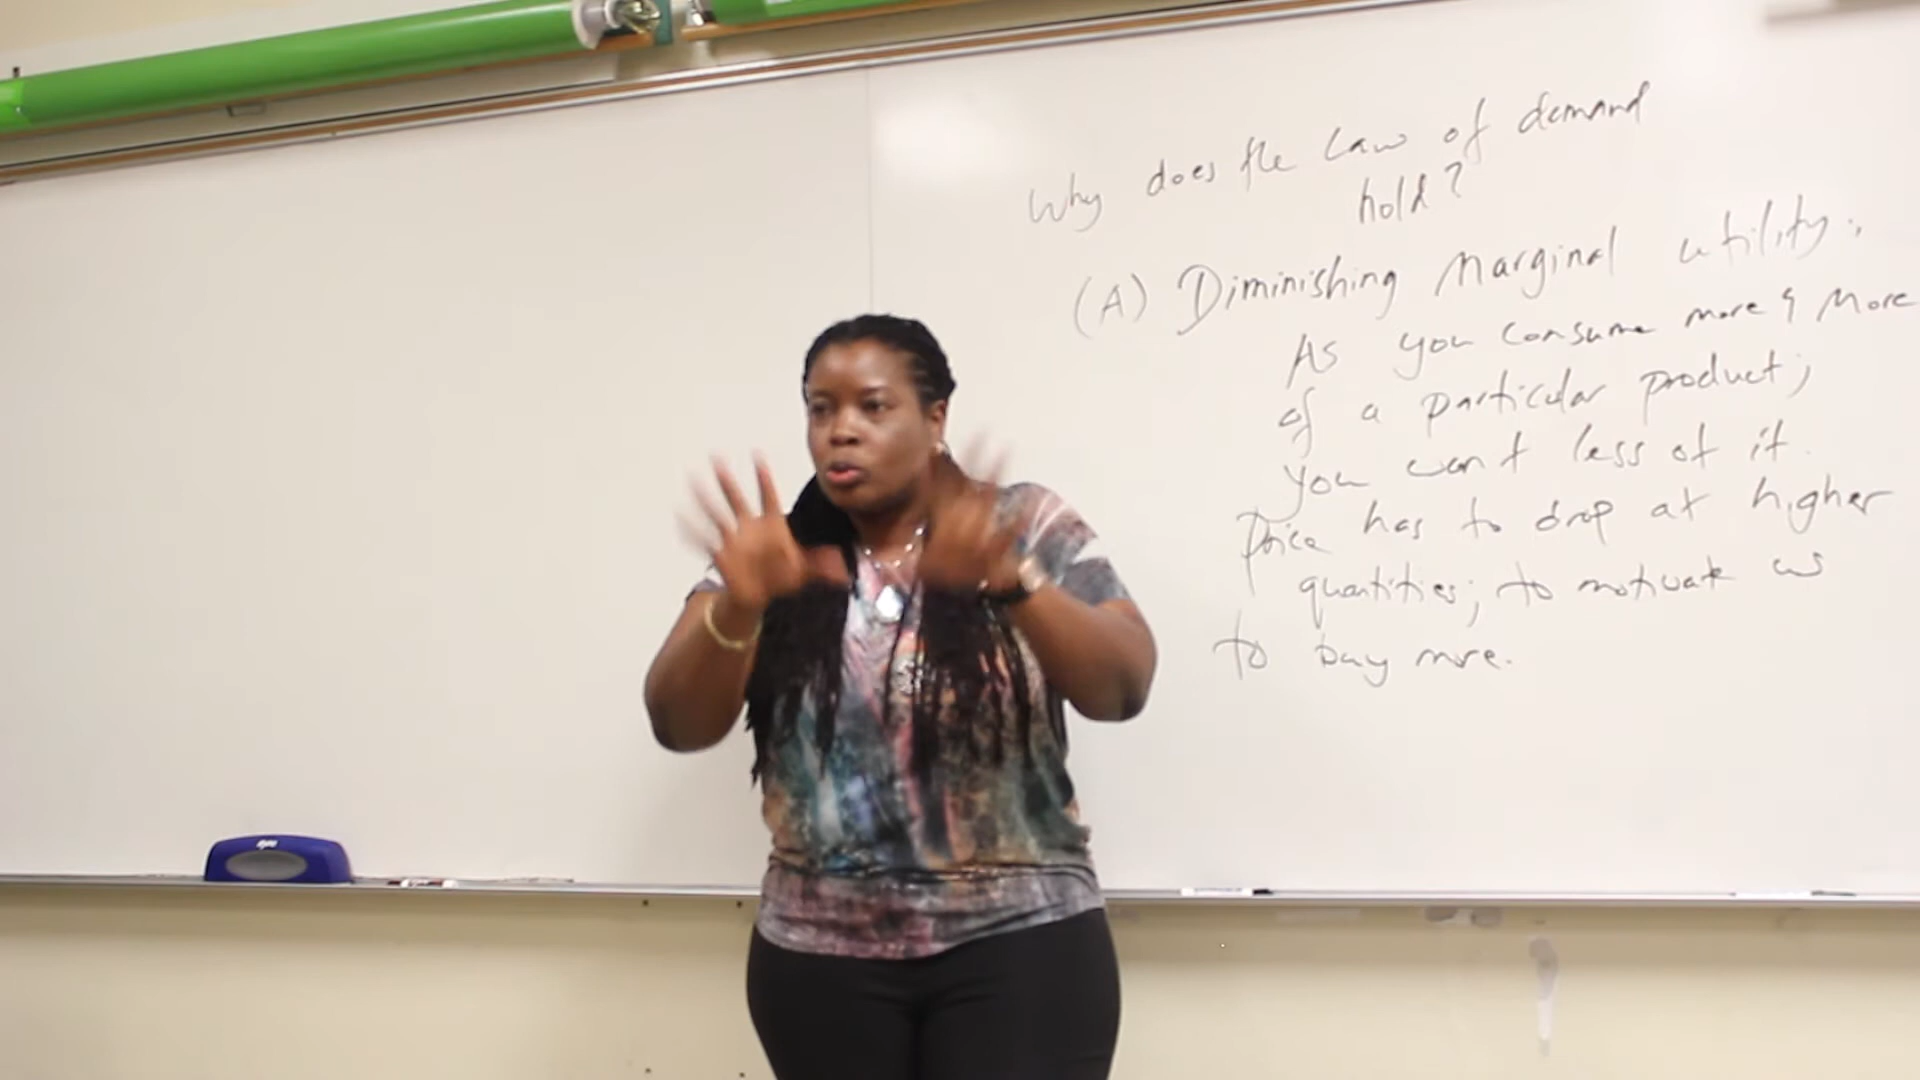 Why does the Law of demand
hold?
(A) Diminishing Marginal utility:
As you consume more & More
of a particular product;
you want less of it.
Price has to drop at higher
quantities; to motivate us
to buy more.